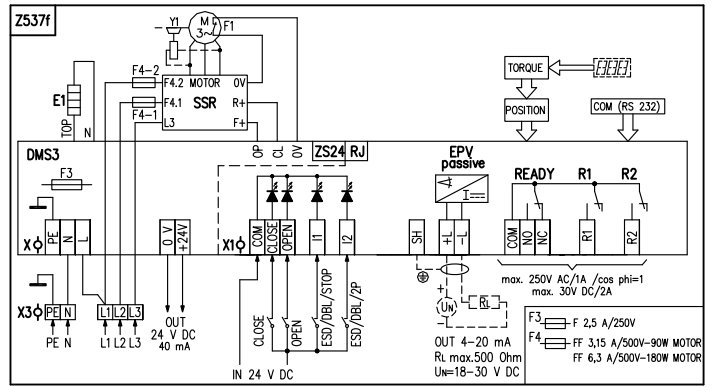 Z537f
Y1
M
3~
F1
F4-2
F4.2 MOTOR 0V
E1
F4.1 SSR R+
F4-1
L3 F+
TOP
N
OP
CL
0V
TORQUE
POSITION
COM (RS 232)
DMS3
ZS24 RJ
EPV
passive
F3
I
READY R1 R2
X
PE
N
L
0 V
+24V
X1
COM
CLOSE
OPEN
I1
I2
SH
+L
-L
COM
NO
NC
R1
R2
max. 250V AC/1A /cos phi=1
max. 30V DC/2A
X3
PE N
L1 L2 L3
PE N
L1 L2 L3
OUT
24 V DC
40 mA
CLOSE
OPEN
ESD/DBL/STOP
ESD/DBL/2P
IN 24 V DC
+
UN
-
RL
OUT 4-20 mA
RL max.500 Ohm
UN=18-30 V DC
F3 F 2,5 A/250V
F4 FF 3,15 A/500V-90W MOTOR
FF 6,3 A/500V-180W MOTOR